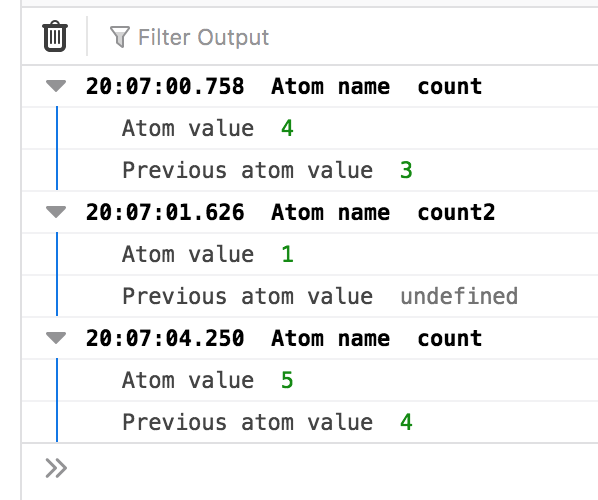 Filter Output
20:07:00.758 Atom name count
Atom value 4
Previous atom value 3
20:07:01.626 Atom name count2
Atom value 1
Previous atom value undefined
20:07:04.250 Atom name count
Atom value 5
Previous atom value 4